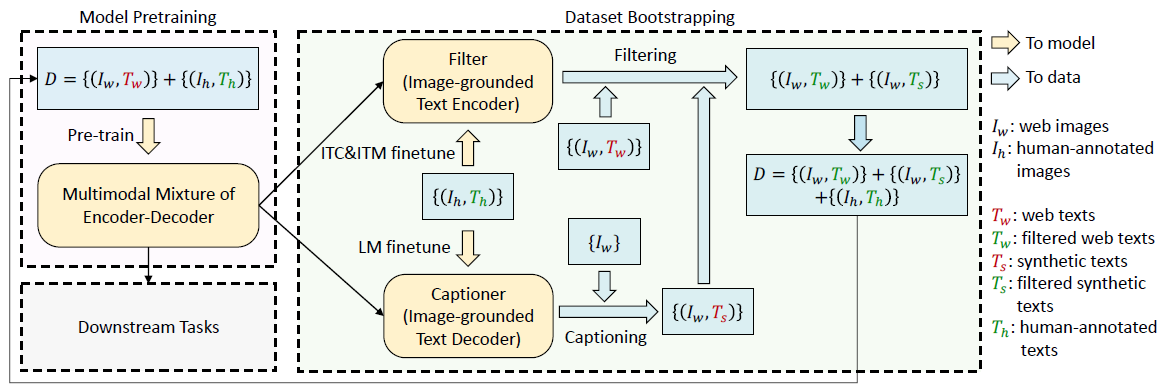 Model Pretraining
D = {(I_w, T_w)} + {(I_h, T_h)}
Pre-train
Multimodal Mixture of
Encoder-Decoder
Downstream Tasks
Dataset Bootstrapping
Filter
(Image-grounded
Text Encoder)
Filtering
ITC&ITM finetune
{(I_w, T_w)}
{(I_h, T_h)}
LM finetune
{I_w}
Captioner
(Image-grounded
Text Decoder)
Captioning
{(I_w, T_s)}
{(I_w, T_w)} + {(I_w, T_s)}
D = {(I_w, T_w)} + {(I_w, T_s)}
+{(I_h, T_h)}
To model
To data
I_w: web images
I_h: human-annotated
images
T_w: web texts
T_w: filtered web texts
T_s: synthetic texts
T_s: filtered synthetic
texts
T_h: human-annotated
texts